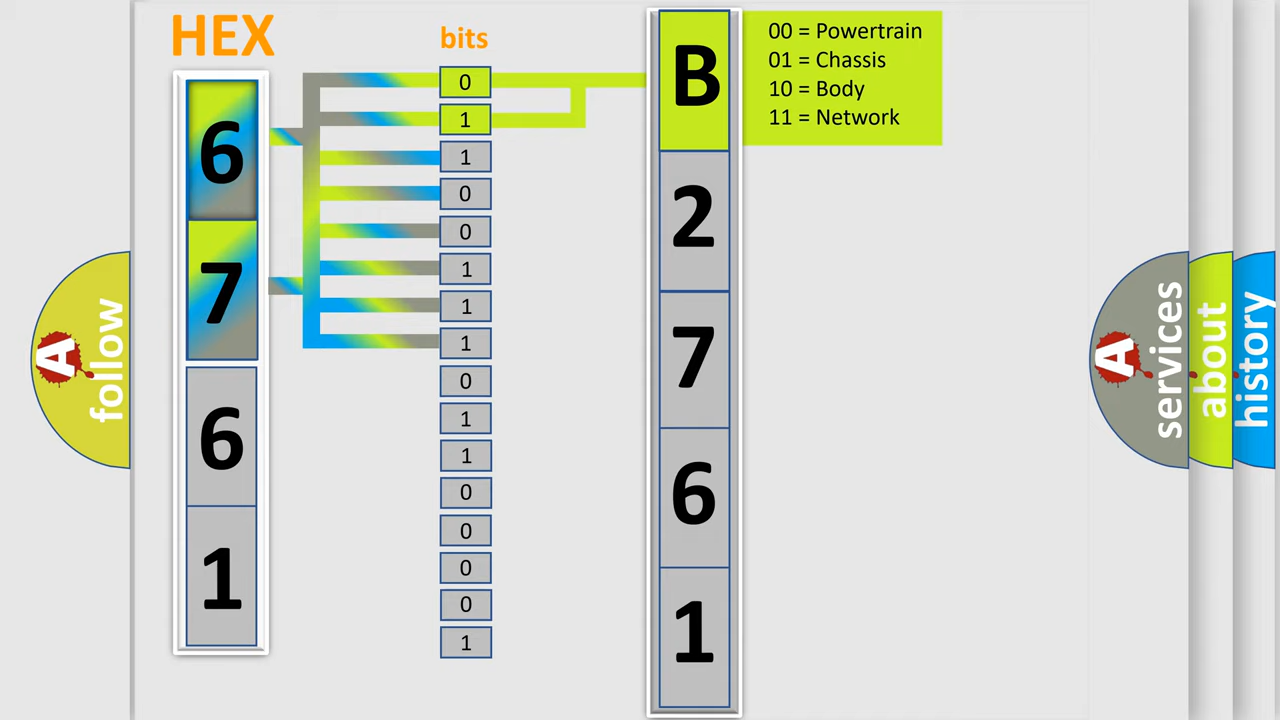 HEX
6
7
6
1
bits
0
1
1
0
0
1
1
1
0
1
1
0
0
0
0
1
B
2
7
6
1
00 = Powertrain
01 = Chassis
10 = Body
11 = Network
A
follow
A
services
about
history